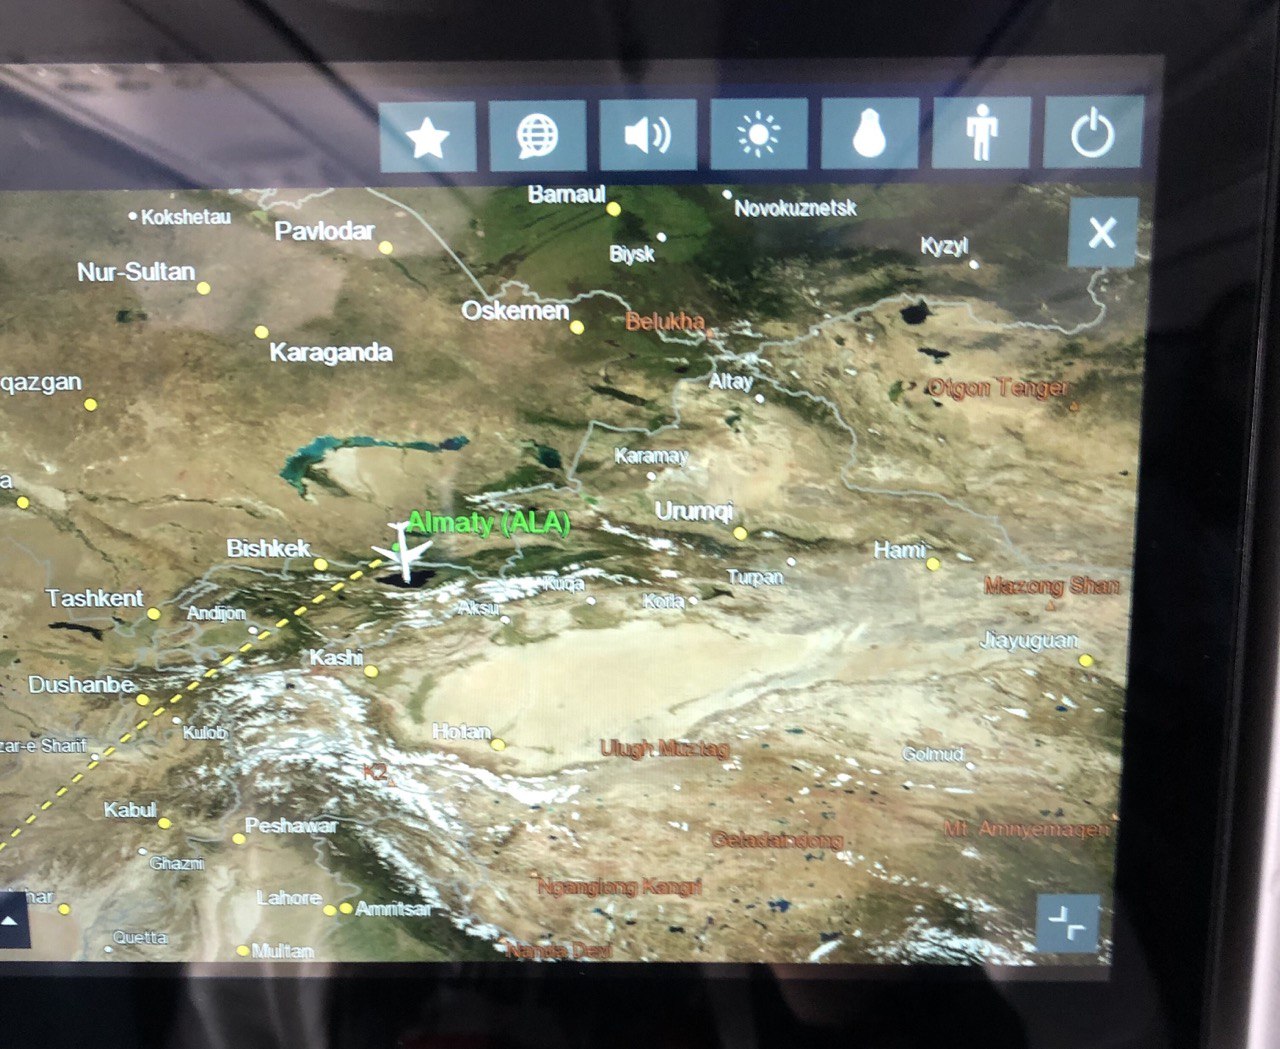 Barnaul
Novokuznetsk
Kokshetau
Pavlodar
Biysk
Kyzyl
Nur-Sultan
Oskemen
Belukha
Karaganda
qazgan
Altay
Otgon Tenger
Karamay
a
Urumqi
Almaty (ALA)
Bishkek
Hami
Turpan
Kuqa
Mazong Shan
Tashkent
Andijon
Aksu
Korla
Jiayuguan
Kashi
Dushanbe
Kulob
Hotan
zar-e Sharif
Ulugh Muztag
Golmud
K2
Kabul
Peshawar
Mt. Amnyemaqen
Geladaindong
Ghazni
Nganglong Kangri
har
Lahore
Amritsar
Quetta
Multan
Nanda Devi